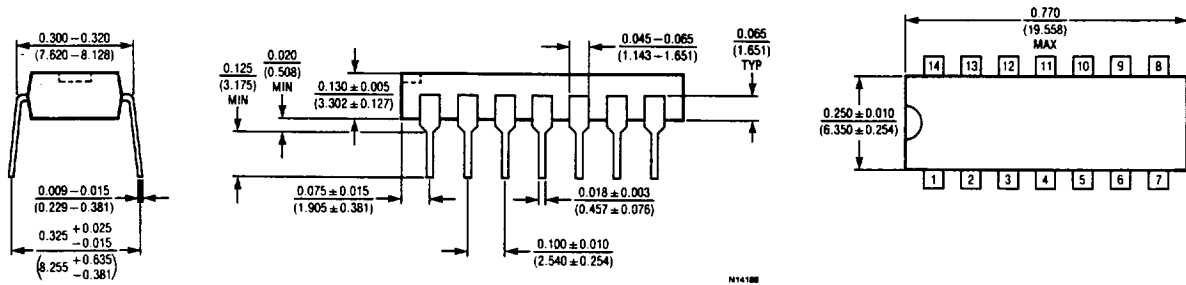 0.300–0.320
(7.620–8.128)
0.009–0.015
(0.229–0.381)
0.325 +0.025
−0.015
(8.255 +0.635
−0.381)
0.125
(3.175)
MIN
0.020
(0.508)
MIN
0.130 ± 0.005
(3.302 ± 0.127)
0.045–0.065
(1.143–1.651)
0.065
(1.651)
TYP
0.075 ± 0.015
(1.905 ± 0.381)
0.018 ± 0.003
(0.457 ± 0.076)
0.100 ± 0.010
(2.540 ± 0.254)
N14186
0.770
(19.558)
MAX
14 13 12 11 10 9 8
0.250 ± 0.010
(6.350 ± 0.254)
1 2 3 4 5 6 7